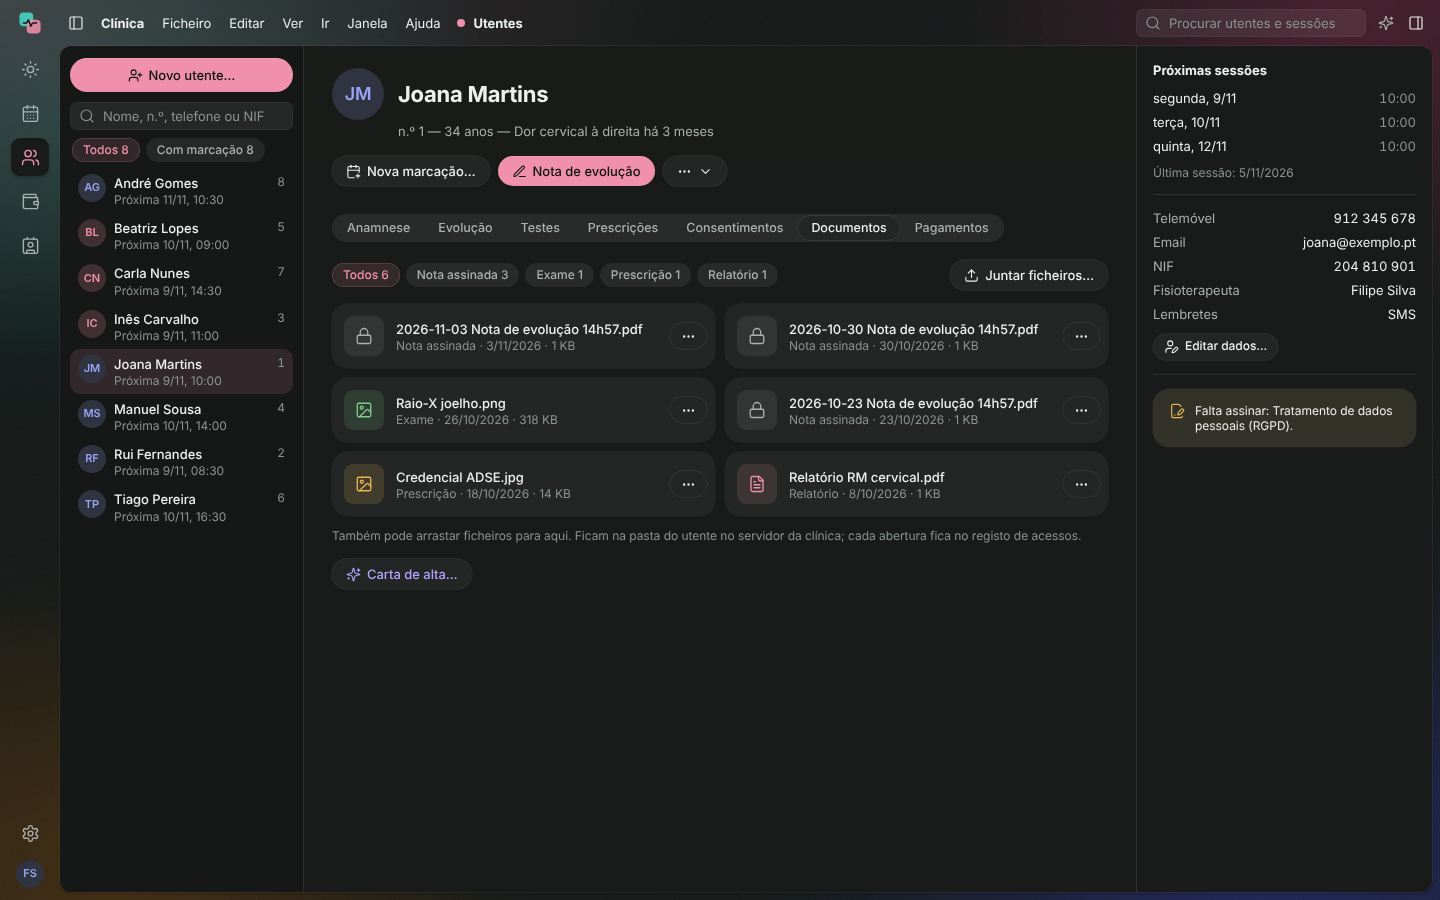 Clínica Ficheiro Editar Ver Ir Janela Ajuda Utentes
Procurar utentes e sessões
Novo utente...
Nome, n.º, telefone ou NIF
Todos 8 Com marcação 8
AG André Gomes 8
Próxima 11/11, 10:30
BL Beatriz Lopes 5
Próxima 10/11, 09:00
CN Carla Nunes 7
Próxima 9/11, 14:30
IC Inês Carvalho 3
Próxima 9/11, 11:00
JM Joana Martins 1
Próxima 9/11, 10:00
MS Manuel Sousa 4
Próxima 10/11, 14:00
RF Rui Fernandes 2
Próxima 9/11, 08:30
TP Tiago Pereira 6
Próxima 10/11, 16:30
FS
JM Joana Martins
n.º 1 — 34 anos — Dor cervical à direita há 3 meses
Nova marcação... Nota de evolução
Anamnese Evolução Testes Prescrições Consentimentos Documentos Pagamentos
Todos 6 Nota assinada 3 Exame 1 Prescrição 1 Relatório 1 Juntar ficheiros...
2026-11-03 Nota de evolução 14h57.pdf
Nota assinada · 3/11/2026 · 1 KB
2026-10-30 Nota de evolução 14h57.pdf
Nota assinada · 30/10/2026 · 1 KB
Raio-X joelho.png
Exame · 26/10/2026 · 318 KB
2026-10-23 Nota de evolução 14h57.pdf
Nota assinada · 23/10/2026 · 1 KB
Credencial ADSE.jpg
Prescrição · 18/10/2026 · 14 KB
Relatório RM cervical.pdf
Relatório · 8/10/2026 · 1 KB
Também pode arrastar ficheiros para aqui. Ficam na pasta do utente no servidor da clínica; cada abertura fica no registo de acessos.
Carta de alta...
Próximas sessões
segunda, 9/11 10:00
terça, 10/11 10:00
quinta, 12/11 10:00
Última sessão: 5/11/2026
Telemóvel 912 345 678
Email joana@exemplo.pt
NIF 204 810 901
Fisioterapeuta Filipe Silva
Lembretes SMS
Editar dados...
Falta assinar: Tratamento de dados
pessoais (RGPD).